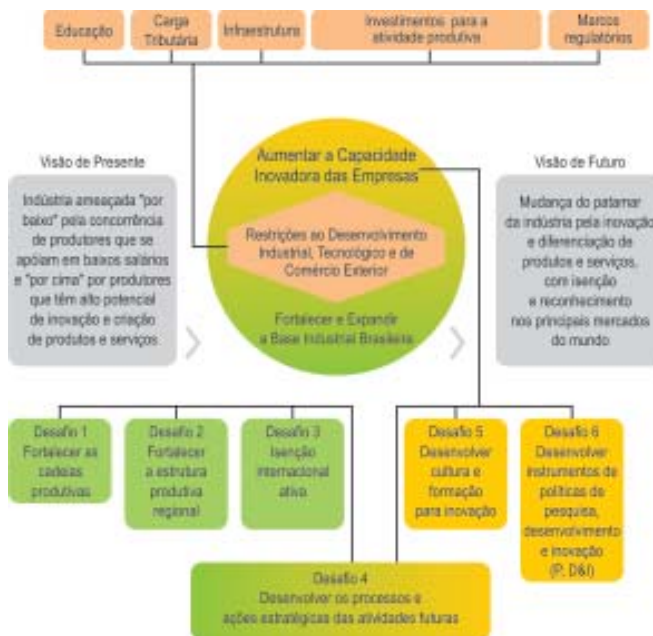 Educação
Carga
Tributária
Infraestrutura
Investimentos para a
atividade produtiva
Marcos
regulatórios
Visão de Presente
Indústria ameaçada "por
baixo" pela concorrência
de produtores que se
apóiam em baixos salários
e "por cima" por produtores
que têm alto potencial
de inovação e criação
de produtos e serviços
Aumentar a Capacidade
Inovadora das Empresas
Restrições ao Desenvolvimento
Industrial, Tecnológico e de
Comércio Exterior
Fortalecer e Expandir
a Base Industrial Brasileira
Visão de Futuro
Mudança do patamar
da indústria pela inovação
e diferenciação de
produtos e serviços,
com isenção
e reconhecimento
nos principais mercados
do mundo
Desafio 1
Fortalecer as
cadeias
produtivas
Desafio 2
Fortalecer
a estrutura
produtiva
regional
Desafio 3
Isenção
internacional
ativa
Desafio 5
Desenvolver
cultura e
formação
para inovação
Desafio 6
Desenvolver
instrumentos de
políticas de
pesquisa,
desenvolvimento
e inovação
(P, D&I)
Desafio 4
Desenvolver os processos e
ações estratégicas das atividades futuras